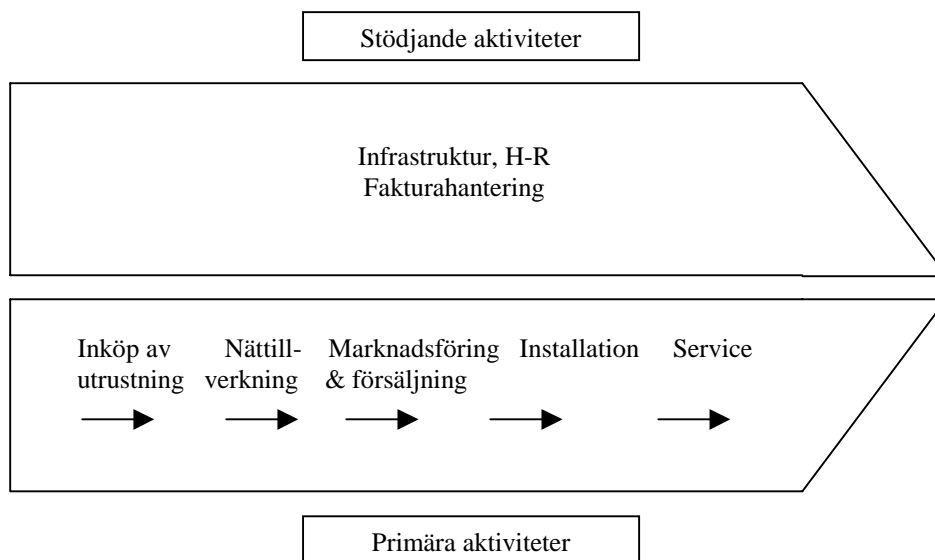 Stödjande aktiviteter
Infrastruktur, H-R
Fakturahantering
Inköp av Nättill- Marknadsföring Installation Service
utrustning verkning & försäljning
Primära aktiviteter